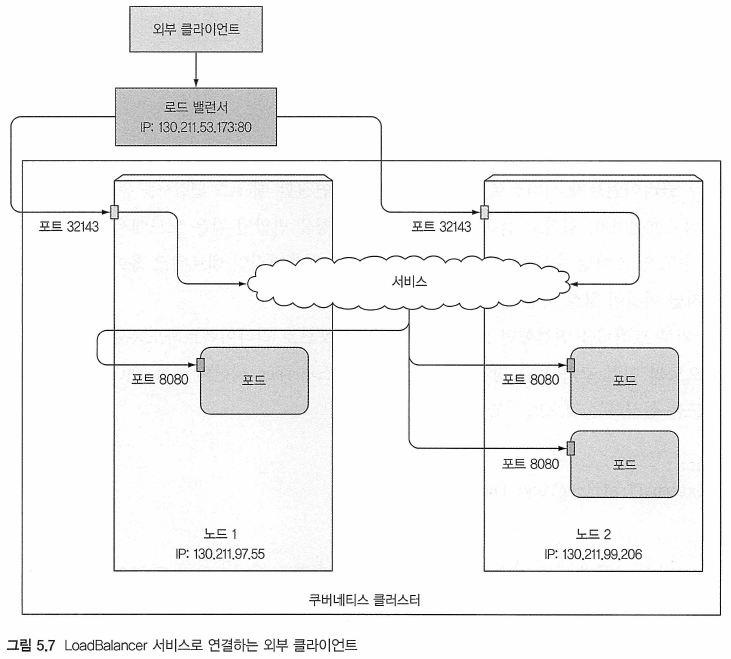 외부 클라이언트
로드 밸런서
IP: 130.211.53.173:80
포트 32143
포트 32143
서비스
포트 8080
포드
포트 8080
포드
포트 8080
포드
노드 1
IP: 130.211.97.55
노드 2
IP: 130.211.99.206
쿠버네티스 클러스터
그림 5.7 LoadBalancer 서비스로 연결하는 외부 클라이언트